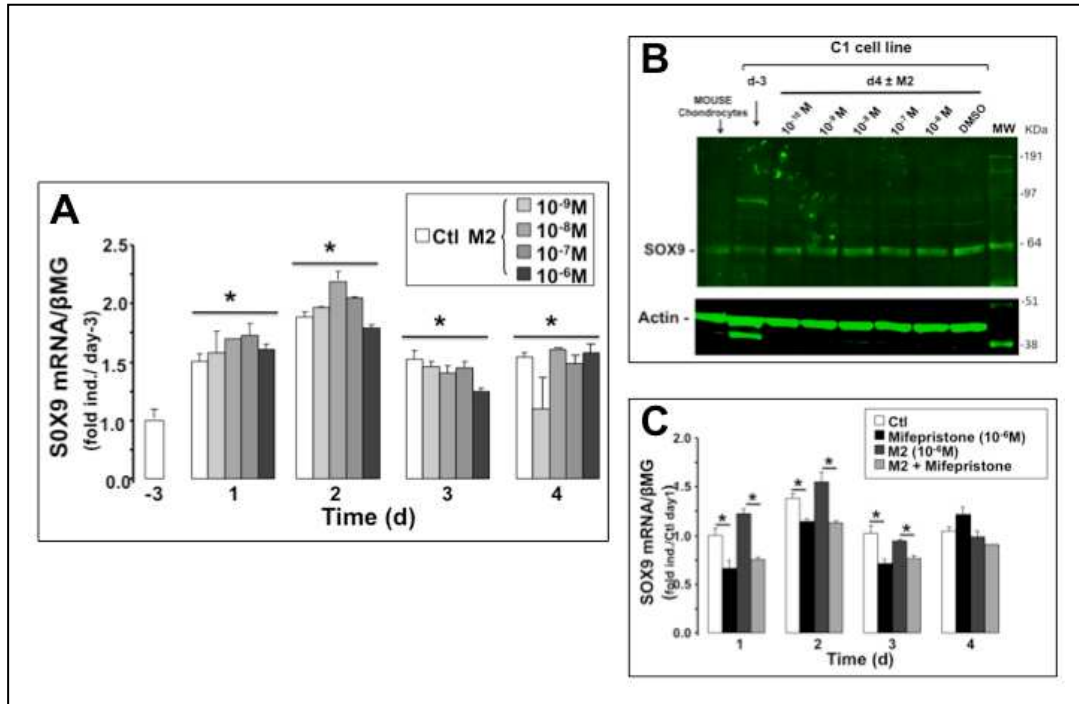 A
Ctl M2
10⁻⁹M
10⁻⁸M
10⁻⁷M
10⁻⁶M
S0X9 mRNA/βMG
(fold ind./ day-3)
2.5
2.0
1.5
1.0
0.0
*
*
*
*
-3 1 2 3 4
Time (d)
B
C1 cell line
d-3
d4 ± M2
MOUSE
Chondrocytes
10⁻¹⁰ M 10⁻⁹ M 10⁻⁸ M 10⁻⁷ M 10⁻⁶ M DMSO MW KDa
-191
-97
SOX9 - - 64
-51
Actin -
-38
C
Ctl
Mifepristone (10⁻⁶M)
M2 (10⁻⁶M)
M2 + Mifepristone
SOX9 mRNA/βMG
(fold ind./Ctl day1)
2.0
1.5
1.0
0.5
0.0
* * * * * *
1 2 3 4
Time (d)